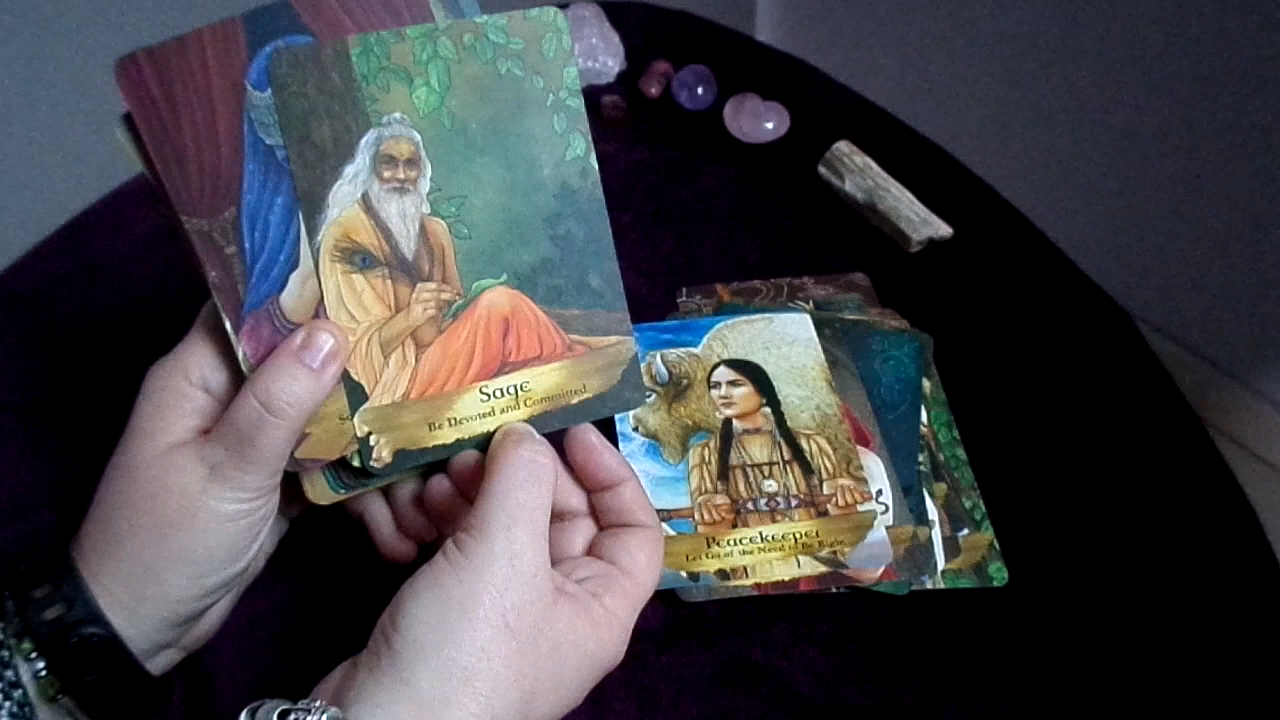 Sage
Be Devoted and Committed
Peacekeeper
Let Go of the Need to Be Right